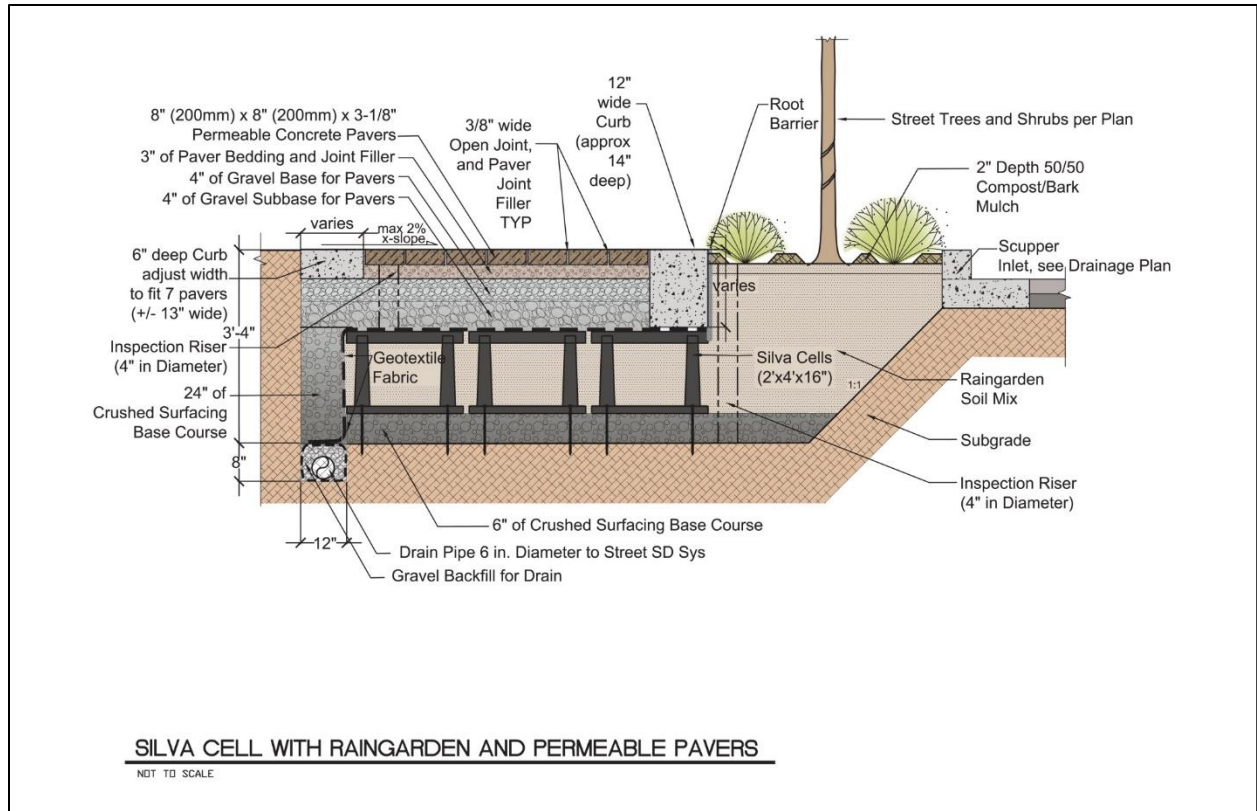 8" (200mm) x 8" (200mm) x 3-1/8"
Permeable Concrete Pavers
3" of Paver Bedding and Joint Filler
4" of Gravel Base for Pavers
4" of Gravel Subbase for Pavers
3/8" wide
Open Joint,
and Paver
Joint
Filler
TYP
12"
wide
Curb
(approx
14"
deep)
Root
Barrier
Street Trees and Shrubs per Plan
2" Depth 50/50
Compost/Bark
Mulch
Scupper
Inlet, see Drainage Plan
varies
max 2%
x-slope
6" deep Curb
adjust width
to fit 7 pavers
(+/- 13" wide)
3'-4"
Inspection Riser
(4" in Diameter)
24" of
Crushed Surfacing
Base Course
8"
12"
Geotextile
Fabric
varies
Silva Cells
(2'x4'x16")
1:1
Raingarden
Soil Mix
Subgrade
Inspection Riser
(4" in Diameter)
6" of Crushed Surfacing Base Course
Drain Pipe 6 in. Diameter to Street SD Sys
Gravel Backfill for Drain
SILVA CELL WITH RAINGARDEN AND PERMEABLE PAVERS
NOT TO SCALE